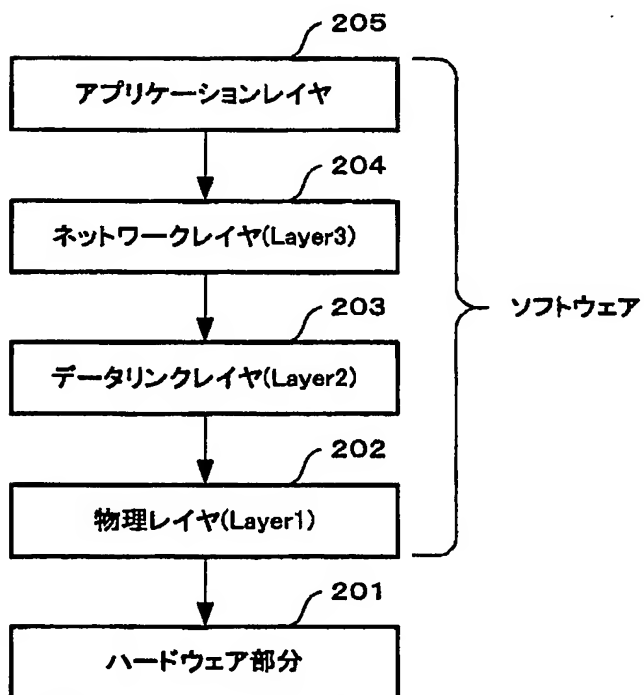 205
アプリケーションレイヤ
204
ネットワークレイヤ(Layer3)
203
データリンクレイヤ(Layer2)
ソフトウェア
202
物理レイヤ(Layer1)
201
ハードウェア部分